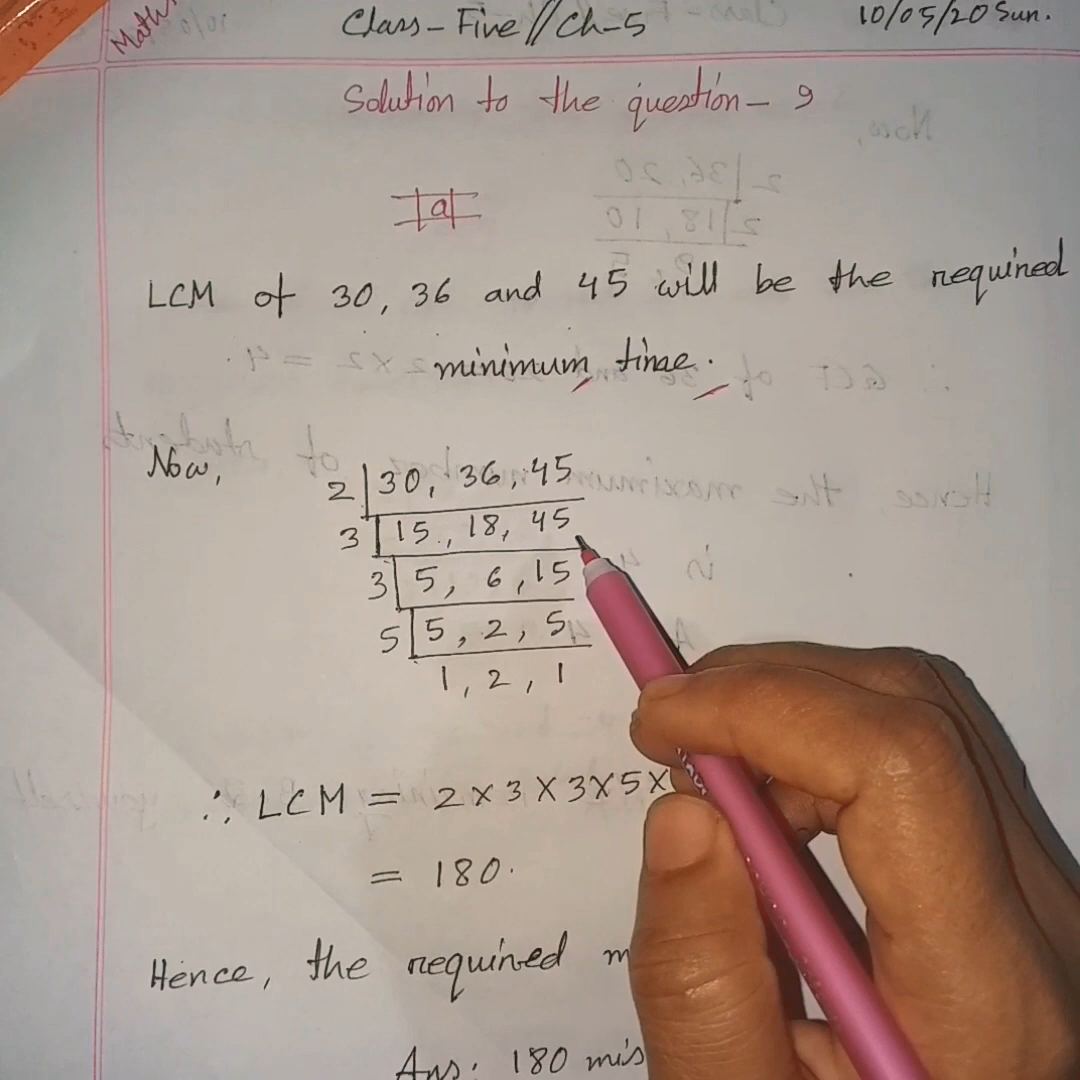 Math
Class-Five//Ch-5
10/05/20 Sun.
Solution to the question- 9
a
LCM of 30, 36 and 45 will be the required
minimum time.
Now,
2 30, 36, 45
3 15, 18, 45
3 5, 6, 15
5 5, 2, 5
1, 2, 1
∴ LCM = 2×3×3×5×
= 180.
Hence, the required m
Ans: 180 mis